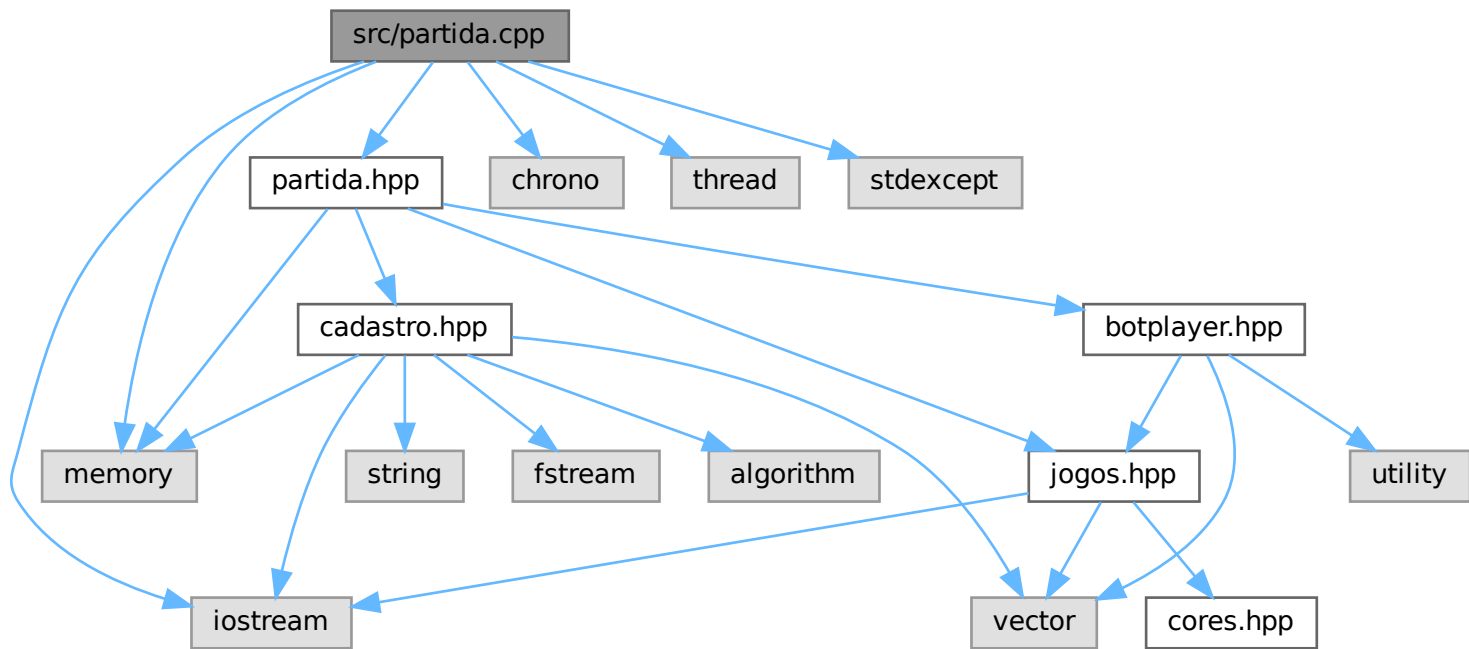 src/partida.cpp
partida.hpp
chrono
thread
stdexcept
cadastro.hpp
botplayer.hpp
memory
string
fstream
algorithm
jogos.hpp
utility
iostream
vector
cores.hpp